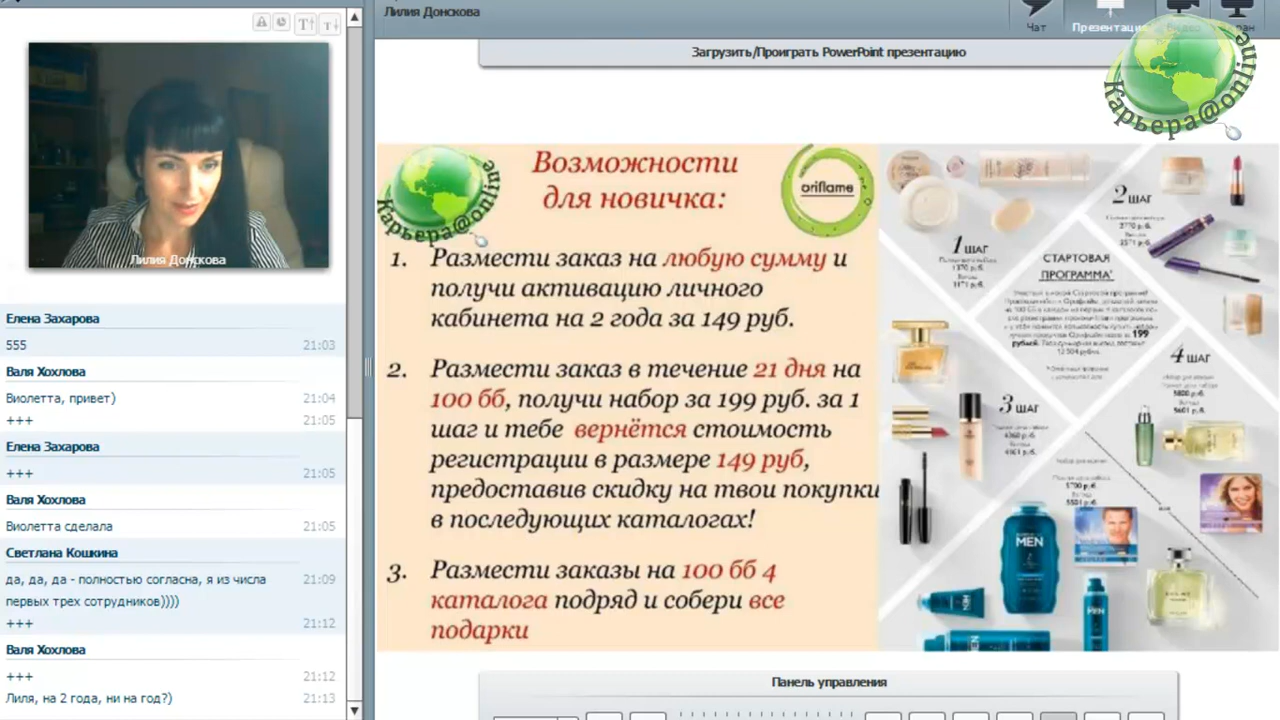 Лилия Донскова
Чат
Презентация
Загрузить/Проиграть PowerPoint презентацию
Карьера@online
Лилия Донскова
Елена Захарова
555 21:03
Валя Хохлова
Виолетта, привет) 21:04
+++ 21:05
Елена Захарова
+++ 21:05
Валя Хохлова
Виолетта сделала 21:05
Светлана Кошкина
да, да, да - полностью согласна, я из числа 21:09
первых трех сотрудников))))
+++ 21:12
Валя Хохлова
+++ 21:12
Лиля, на 2 года, ни на год?) 21:13
Карьера@online
Возможности
для новичка:
oriflame
1. Размести заказ на любую сумму и
получи активацию личного
кабинета на 2 года за 149 руб.
2. Размести заказ в течение 21 дня на
100 бб, получи набор за 199 руб. за 1
шаг и тебе вернётся стоимость
регистрации в размере 149 руб,
предоставив скидку на твои покупки
в последующих каталогах!
3. Размести заказы на 100 бб 4
каталога подряд и собери все
подарки
1 ШАГ
2 ШАГ
СТАРТОВАЯ
ПРОГРАММА*
199
рублей
3 ШАГ
4 ШАГ
MEN
MEN
Панель управления